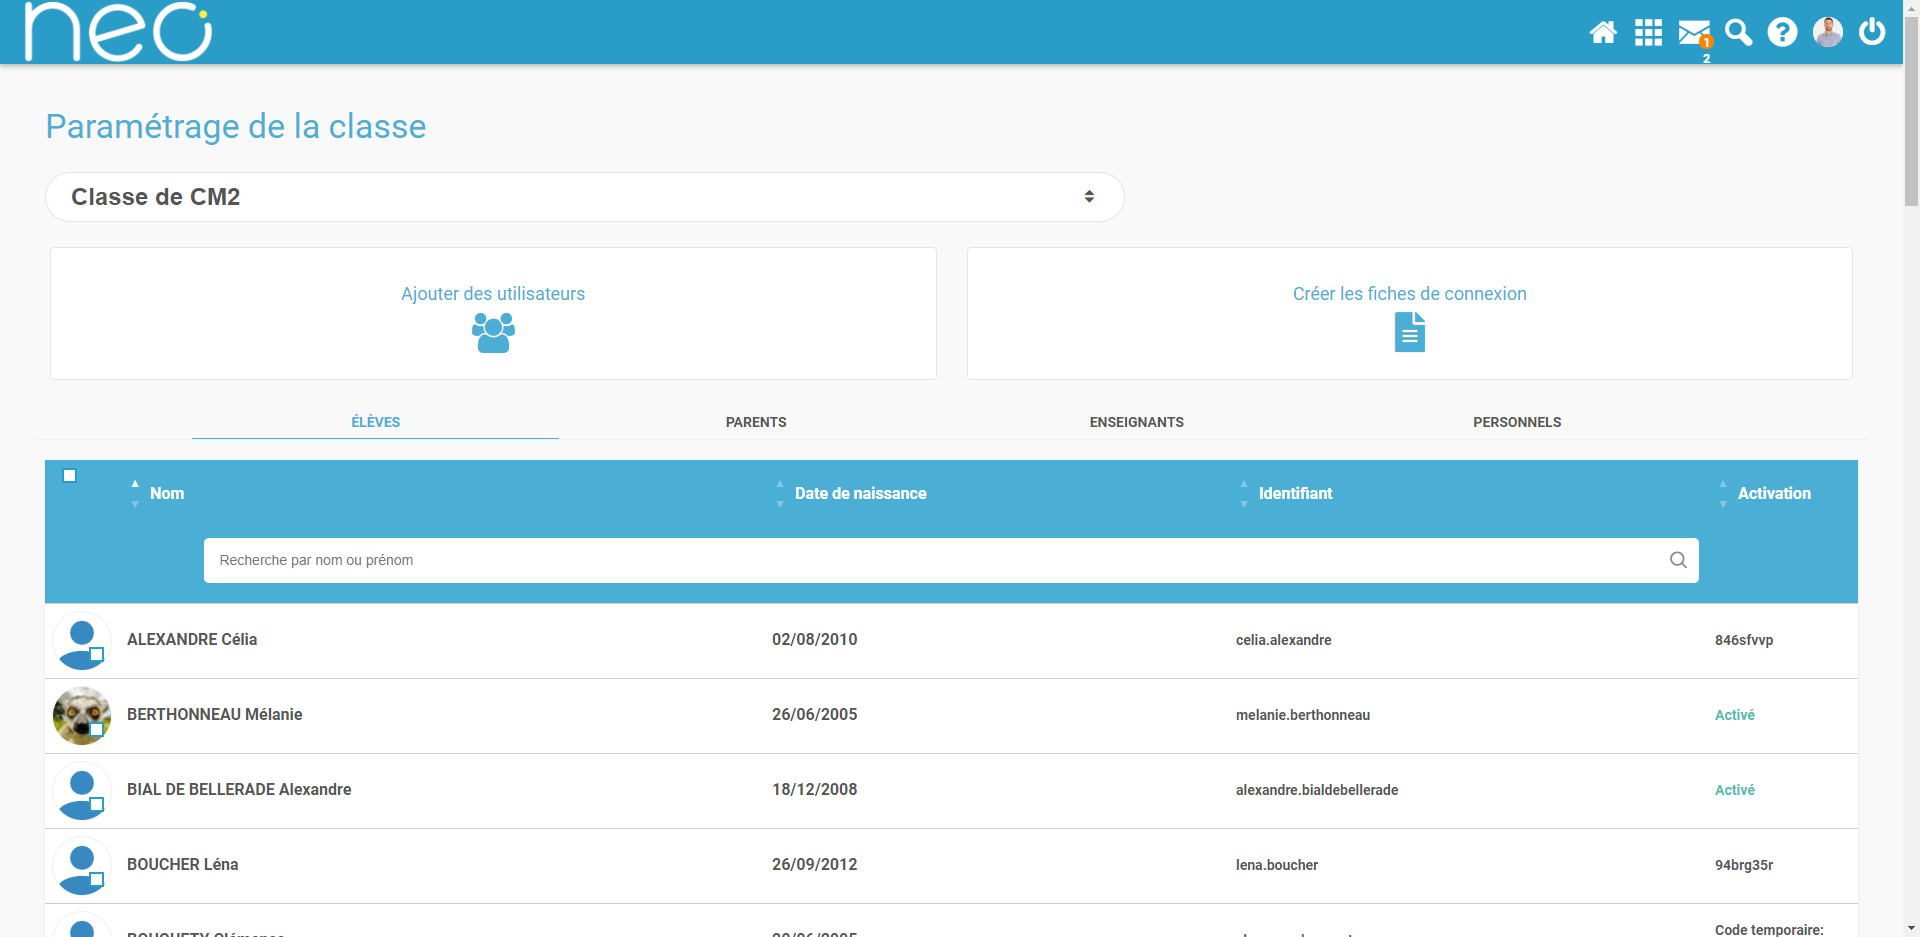 neo
1
2
Paramétrage de la classe
Classe de CM2
Ajouter des utilisateurs
Créer les fiches de connexion
ÉLÈVES
PARENTS
ENSEIGNANTS
PERSONNELS
Nom
Date de naissance
Identifiant
Activation
Recherche par nom ou prénom
ALEXANDRE Célia 02/08/2010 celia.alexandre 846sfvvp
BERTHONNEAU Mélanie 26/06/2005 melanie.berthonneau Activé
BIAL DE BELLERADE Alexandre 18/12/2008 alexandre.bialdebellerade Activé
BOUCHER Léna 26/09/2012 lena.boucher 94brg35r
Code temporaire: